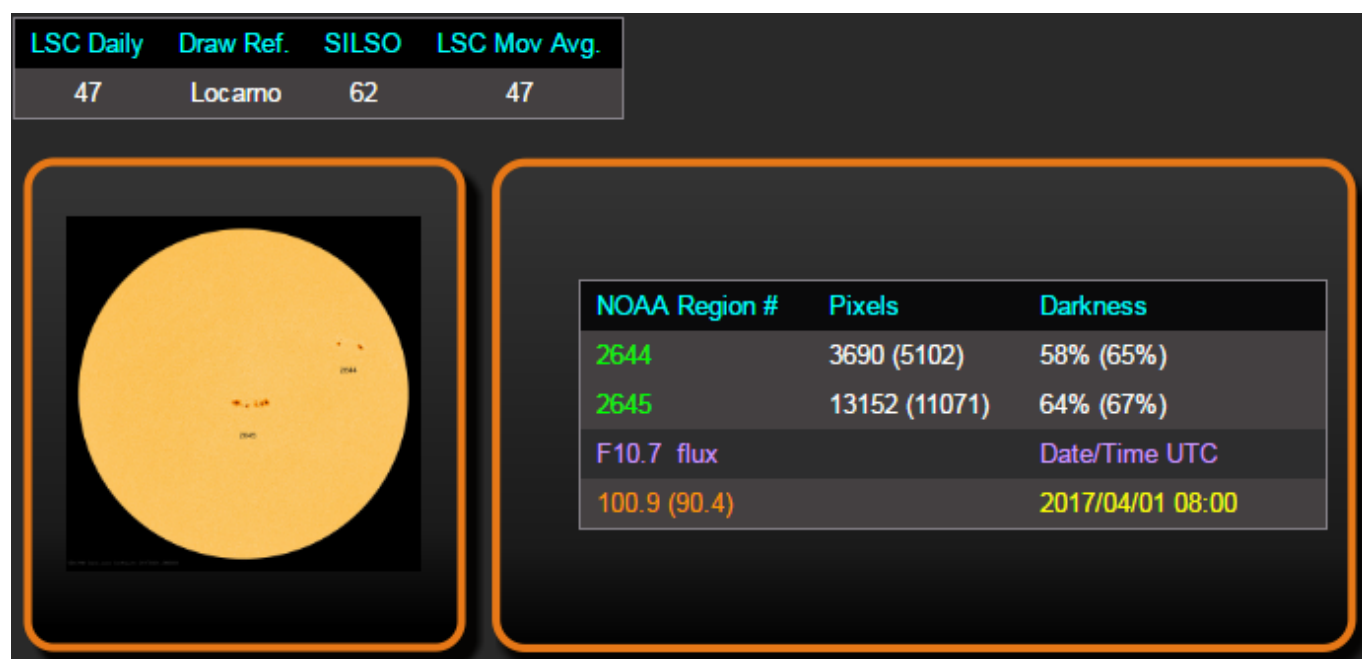 LSC Daily Draw Ref. SILSO LSC Mov Avg.
47 Locarno 62 47
2644
2645
NOAA Region # Pixels Darkness
2644 3690 (5102) 58% (65%)
2645 13152 (11071) 64% (67%)
F10.7 flux Date/Time UTC
100.9 (90.4) 2017/04/01 08:00